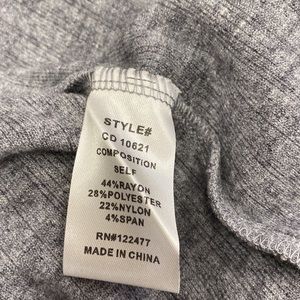 STYLE#
CD 10621
COMPOSITION
SELF
44%RAYON
28%POLYESTER
22%NYLON
4%SPAN
RN#122477
MADE IN CHINA